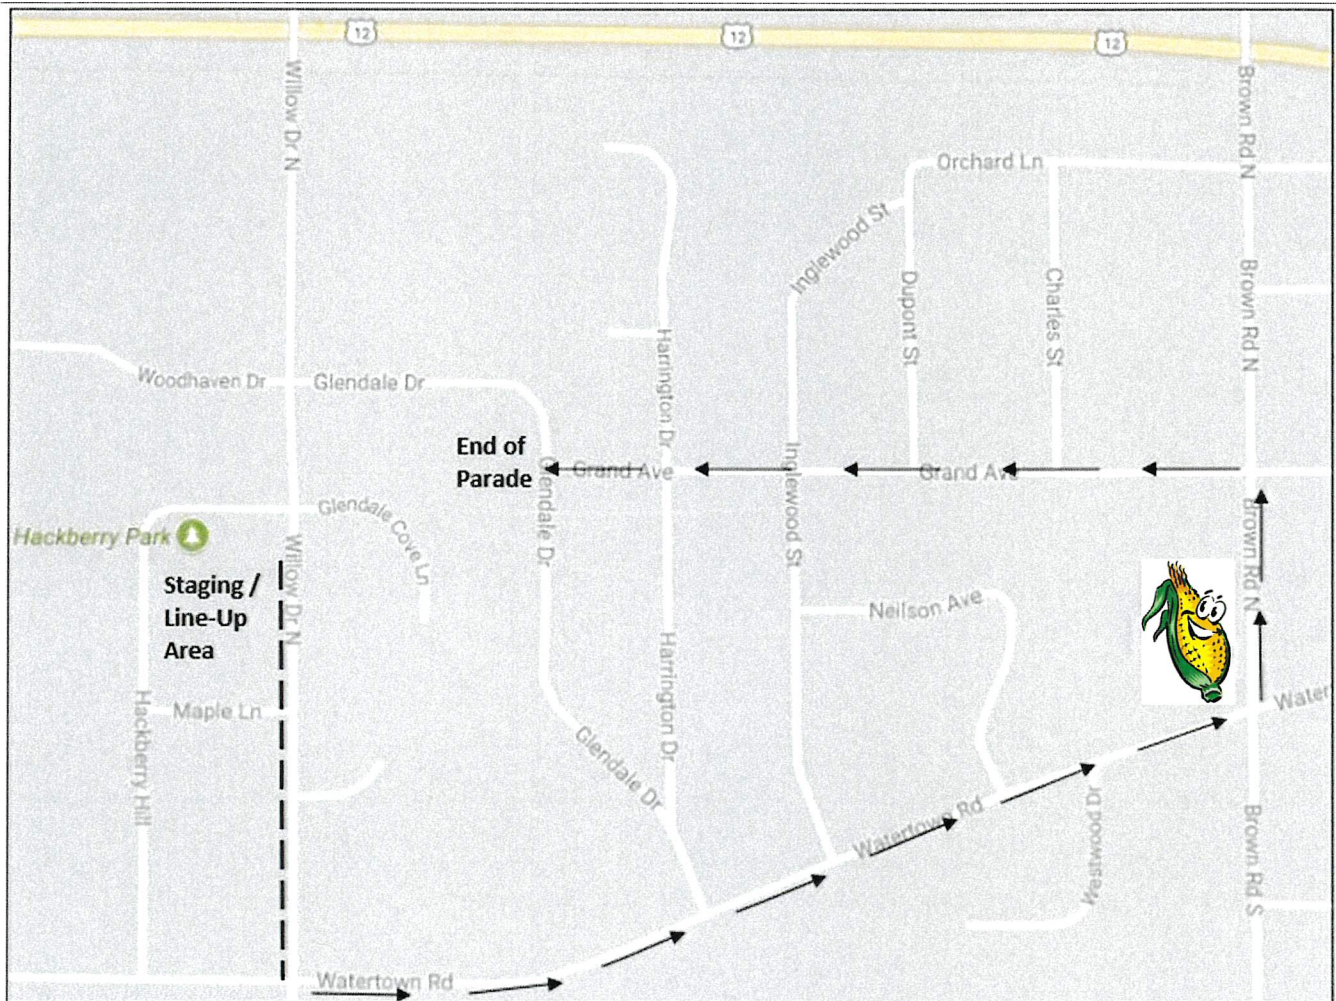 12
12
12
Willow Dr N
Brown Rd N
Orchard Ln
Inglewood St
Dupont St
Charles St
Brown Rd N
Harrington Dr
Woodhaven Dr
Glendale Dr
End of
Parade
Grand Ave
Grand Ave
Glendale Dr
Inglewood St
Glendale Cove Ln
Hackberry Park
Willow Dr N
Brown Rd N
Staging /
Line-Up
Area
Neilson Ave
Harrington Dr
Hackberry Hill
Maple Ln
Glendale Dr
Water
Watertown Rd
Westwood Dr
Brown Rd S
Watertown Rd